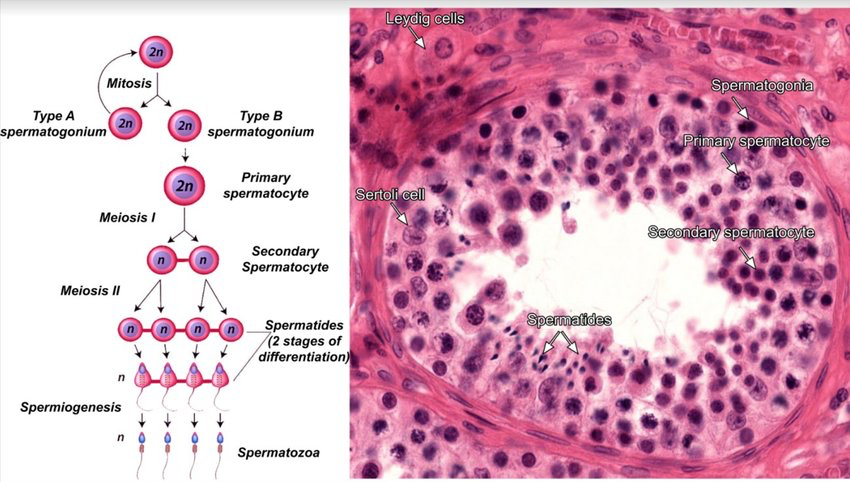 2n
Mitosis
Type A
spermatogonium
2n
2n
Type B
spermatogonium
2n
Primary
spermatocyte
Meiosis I
n
n
Secondary
Spermatocyte
Meiosis II
n
n
n
n
Spermatides
(2 stages of
differentiation)
n
Spermiogenesis
n
Spermatozoa
Leydig cells
Spermatogonia
Primary spermatocyte
Sertoli cell
Secondary spermatocyte
Spermatides